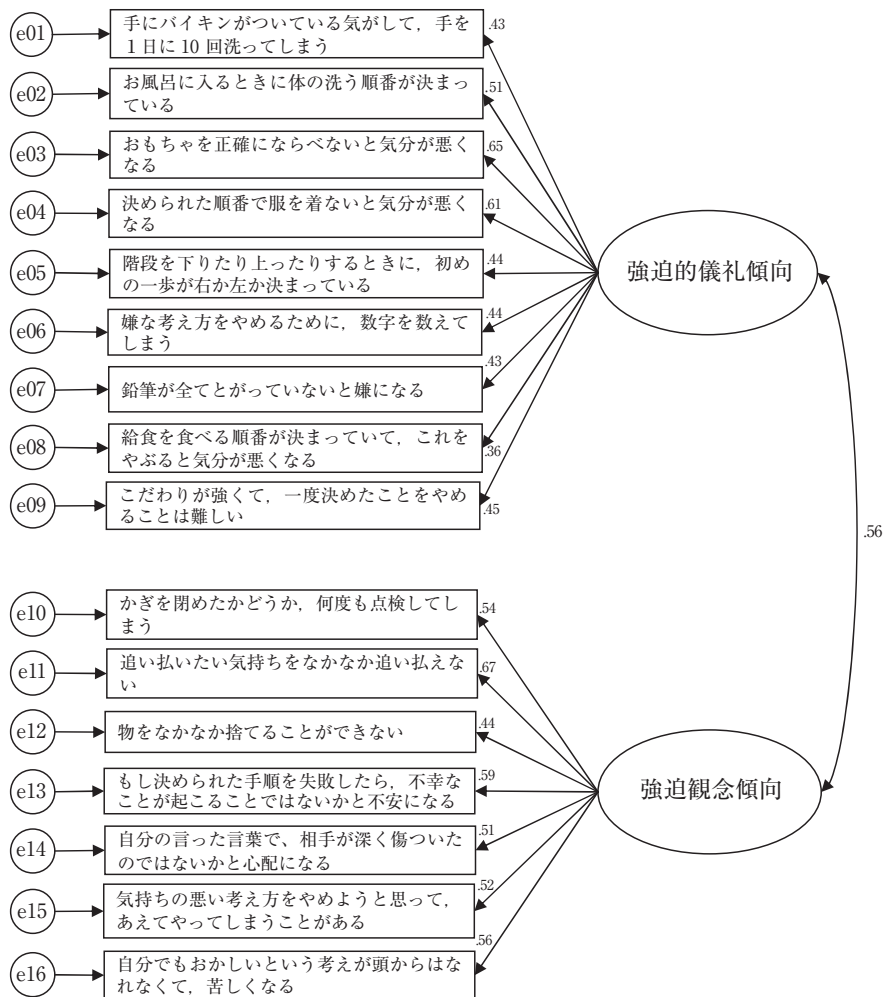 e01
手にバイキンがついている気がして，手を
１日に 10 回洗ってしまう
.43
e02
お風呂に入るときに体の洗う順番が決まっ
ている
.51
e03
おもちゃを正確にならべないと気分が悪く
なる
.65
e04
決められた順番で服を着ないと気分が悪く
なる
.61
e05
階段を下りたり上ったりするときに，初め
の一歩が右か左か決まっている
.44
e06
嫌な考え方をやめるために，数字を数えて
しまう
.44
e07
鉛筆が全てとがっていないと嫌になる
.43
e08
給食を食べる順番が決まっていて，これを
やぶると気分が悪くなる
.36
e09
こだわりが強くて，一度決めたことをやめ
ることは難しい
.45
強迫的儀礼傾向
.56
e10
かぎを閉めたかどうか，何度も点検してし
まう
.54
e11
追い払いたい気持ちをなかなか追い払えな
い
.67
e12
物をなかなか捨てることができない
.44
e13
もし決められた手順を失敗したら，不幸な
ことが起こることではないかと不安になる
.59
e14
自分の言った言葉で、相手が深く傷ついた
のではないかと心配になる
.51
e15
気持ちの悪い考え方をやめようと思って，
あえてやってしまうことがある
.52
e16
自分でもおかしいという考えが頭からはな
れなくて，苦しくなる
.56
強迫観念傾向